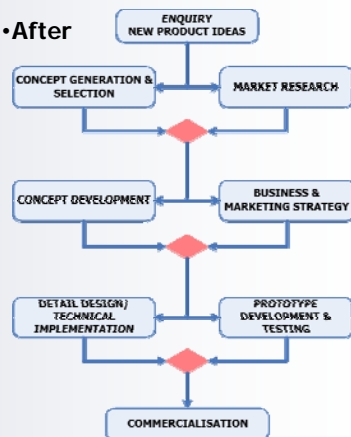 •After
ENQUIRY
NEW PRODUCT IDEAS
CONCEPT GENERATION &
SELECTION
MARKET RESEARCH
CONCEPT DEVELOPMENT
BUSINESS &
MARKETING STRATEGY
DETAIL DESIGN/
TECHNICAL
IMPLEMENTATION
PROTOTYPE
DEVELOPMENT &
TESTING
COMMERCIALISATION